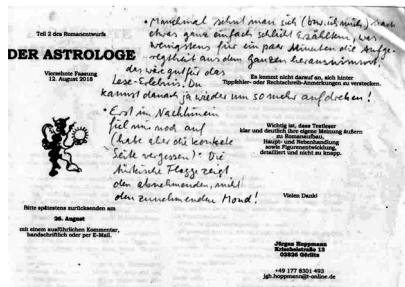 Teil 2 des Romanentwurfs
DER ASTROLOGE
Vierzehnte Fassung
12. August 2018
• Manchmal sehnt man sich (bzw. ich mich) nach
etwas ganz einfach schlicht Erzähltem, was
wenigstens für ein paar Minuten die Aufge-
regtheit aus dem Ganzen herausnimmt.
das wäre gut für das
Lese-Erlebnis. Du
kannst danach ja wieder um so mehr aufdrehen!
Es kommt nicht darauf an, sich hinter
Tippfehler- oder Rechtschreib-Anmerkungen zu verstecken.
• Erst im Nachhinein
fiel mir noch auf
(habe aber die konkrete
Seite vergessen): Die
türkische Flagge zeigt
den abnehmenden, nicht
den zunehmenden Mond!
Wichtig ist, dass Testleser
klar und deutlich ihre eigene Meinung äußern
zu Romanaufbau,
Haupt- und Nebenhandlung
sowie Figurenentwicklung,
detailliert und nicht zu knapp.
Vielen Dank!
Bitte spätestens zurücksenden am
26. August
mit einem ausführlichen Kommentar,
handschriftlich oder per E-Mail.
Jürgen Hoppmann
Krischelstraße 13
02826 Görlitz
+49 177 8301 493
jgh.hoppmann@t-online.de